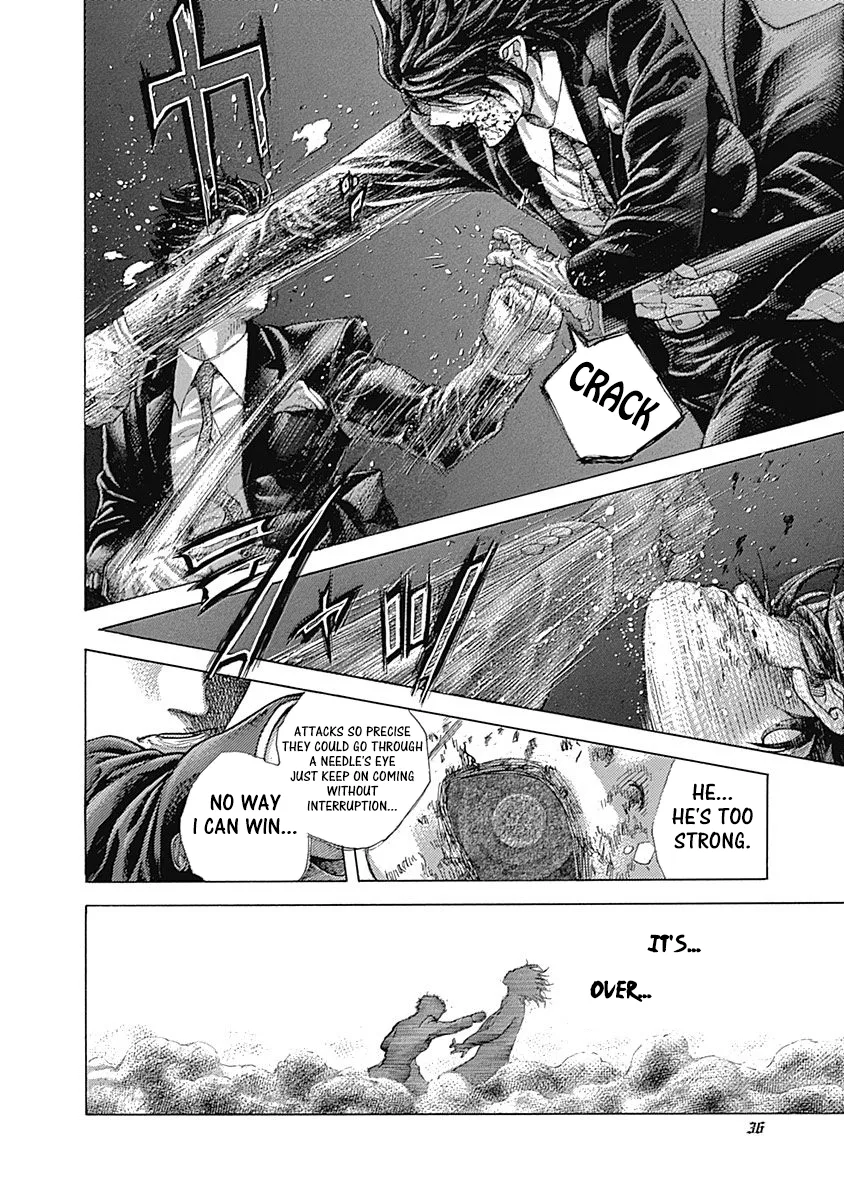 カ
CRACK
HE...
HE'S TOO
STRONG.
ATTACKS SO PRECISE
THEY COULD GO THROUGH
A NEEDLE'S EYE
JUST KEEP ON COMING
WITHOUT
INTERRUPTION...
NO WAY
I CAN WIN...
IT'S...
OVER...
36